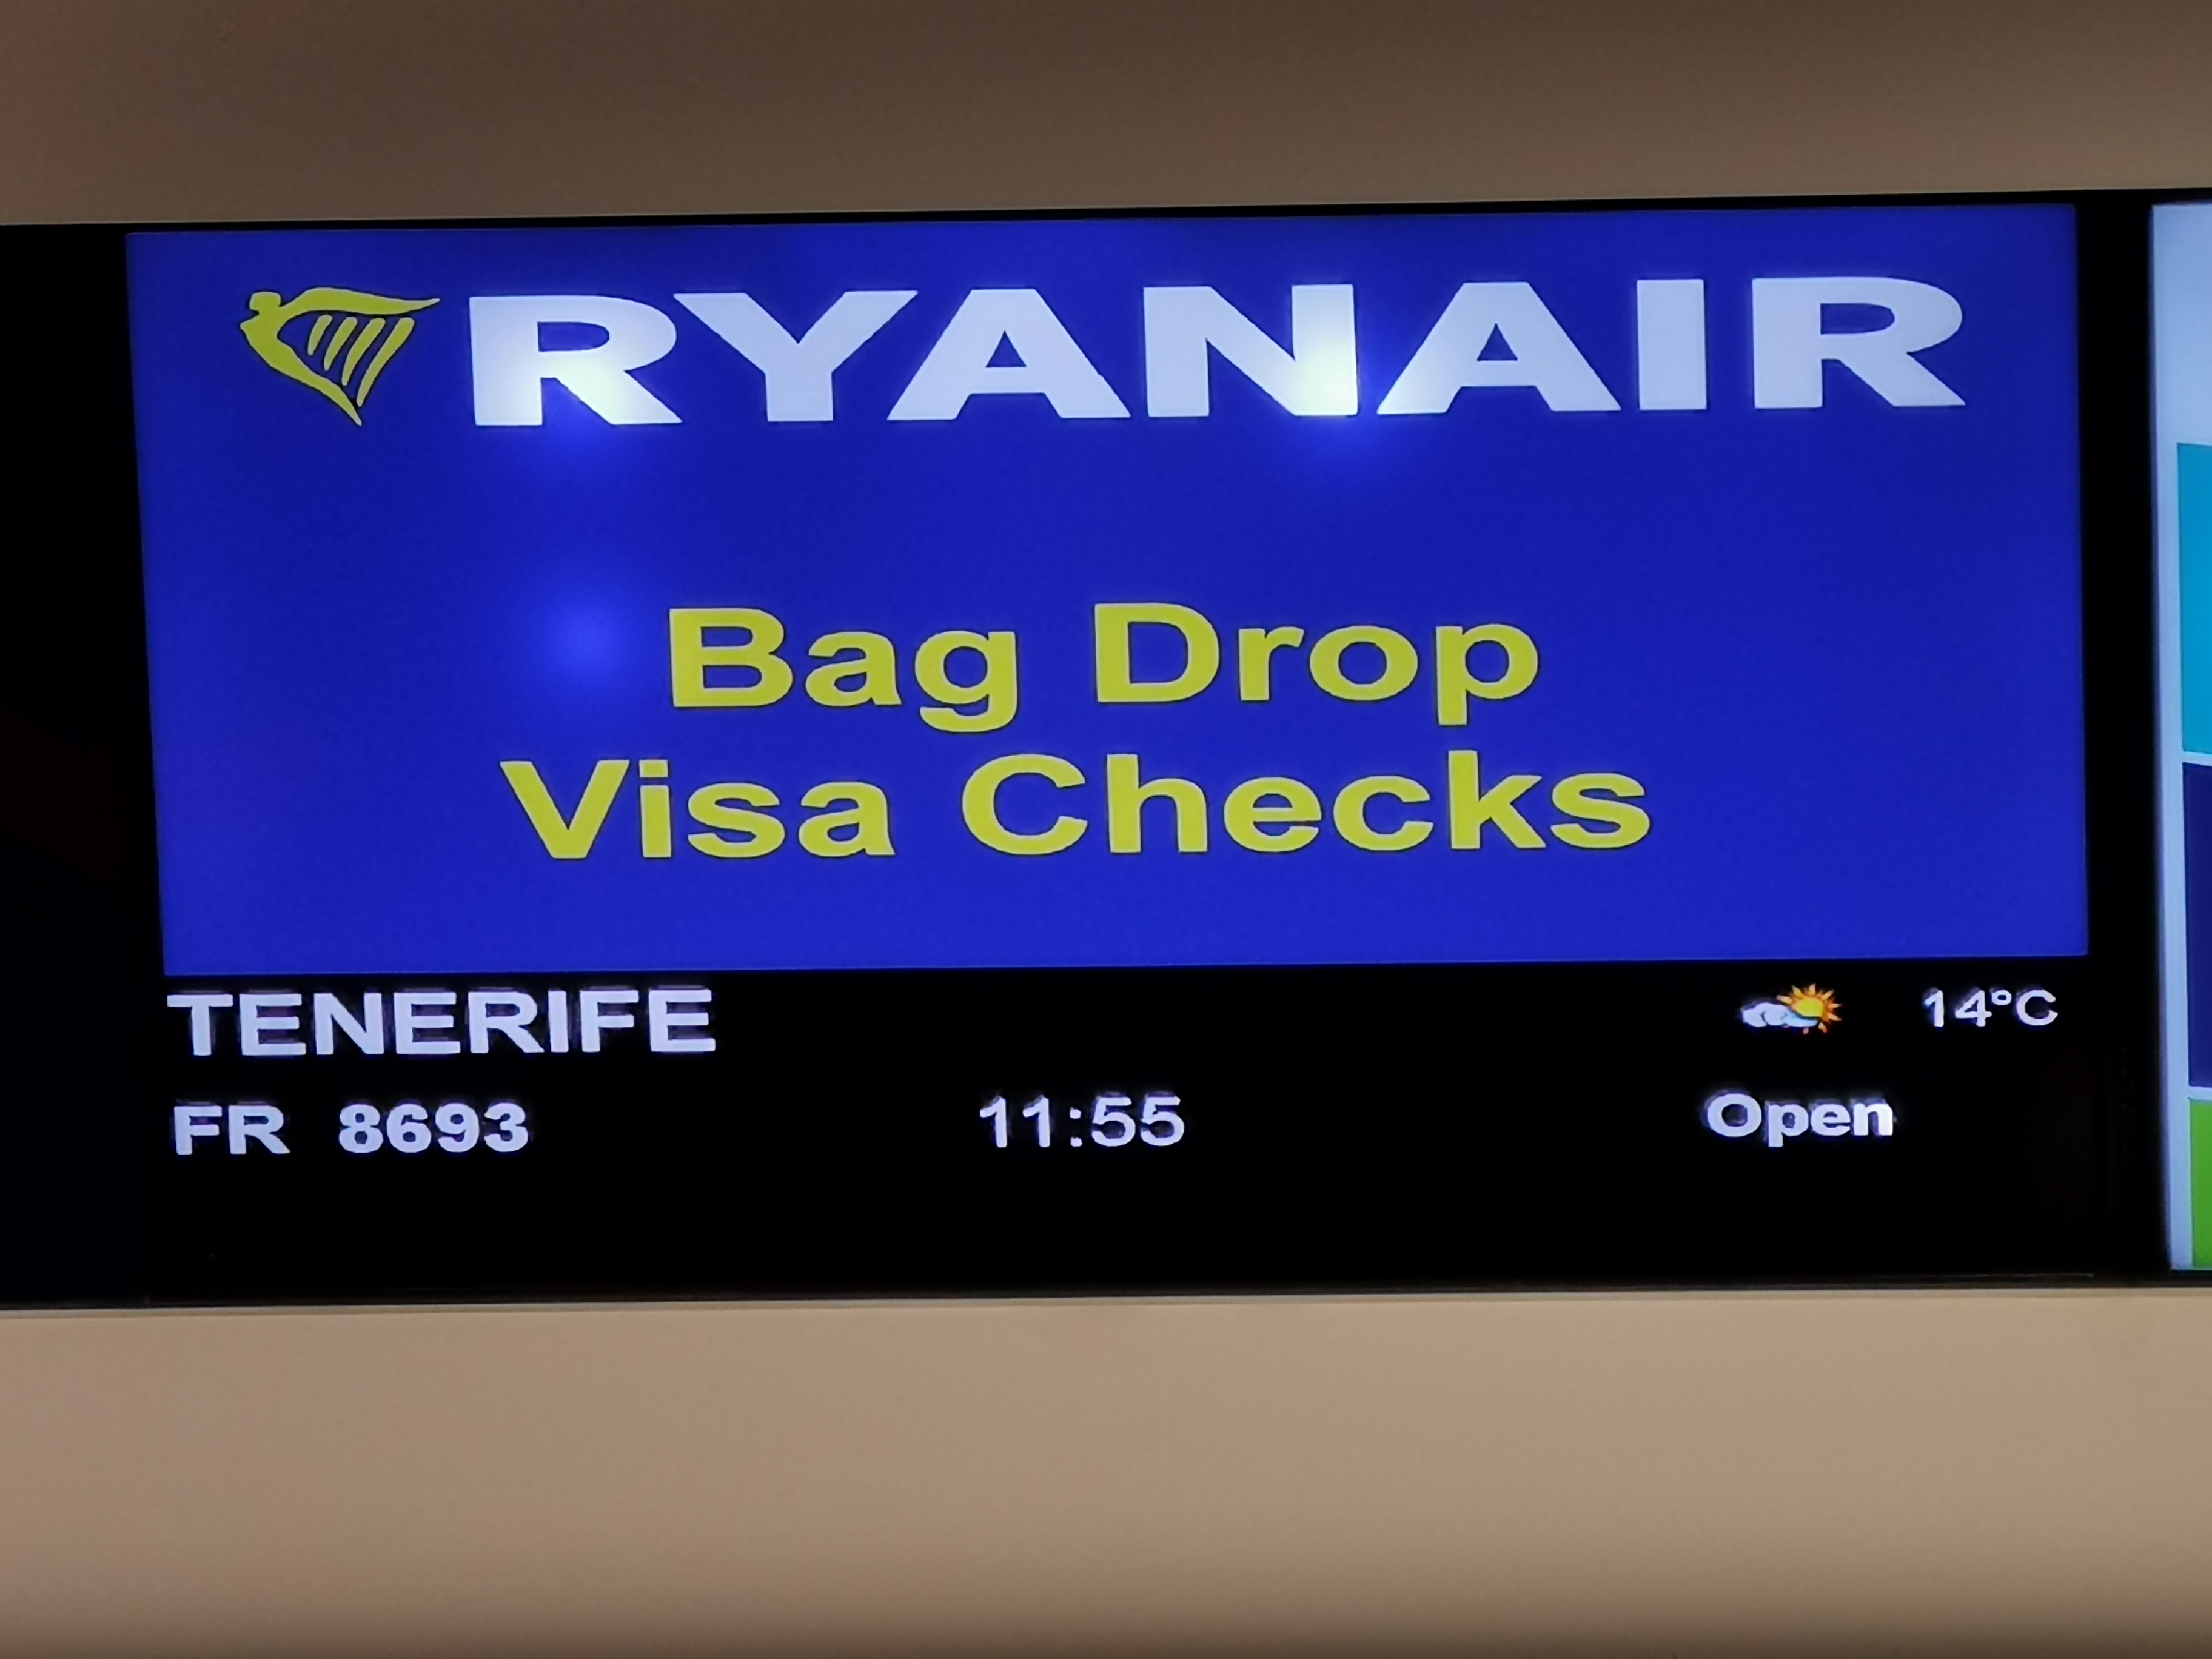 RYANAIR
Bag Drop
Visa Checks
TENERIFE 14°C
FR 8693 11:55 Open